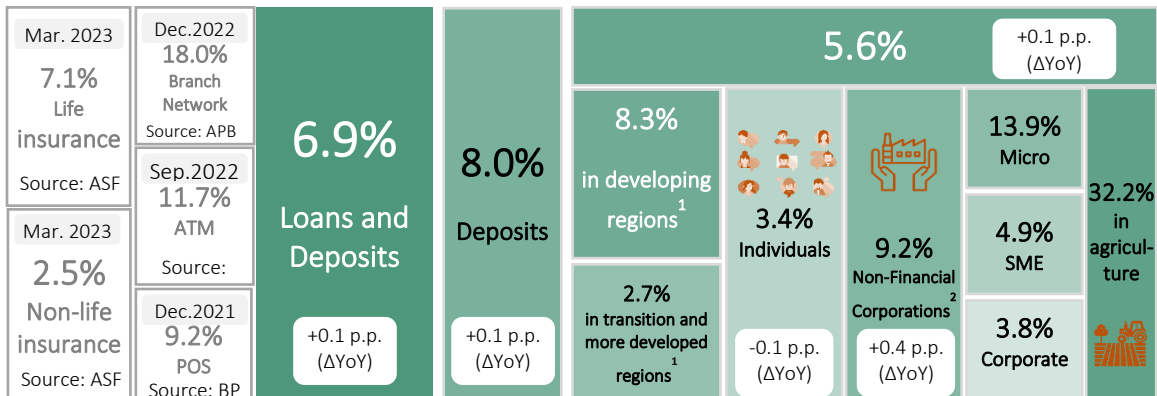 Mar. 2023
7.1%
Life
insurance
Source: ASF
Mar. 2023
2.5%
Non-life
insurance
Source: ASF
Dec.2022
18.0%
Branch
Network
Source: APB
Sep.2022
11.7%
ATM
Source:
Dec.2021
9.2%
POS
Source: BP
6.9%
Loans and
Deposits
+0.1 p.p.
(ΔYoY)
8.0%
Deposits
+0.1 p.p.
(ΔYoY)
5.6%
+0.1 p.p.
(ΔYoY)
8.3%
in developing
regions1
2.7%
in transition and
more developed
regions1
3.4%
Individuals
-0.1 p.p.
(ΔYoY)
9.2%
Non-Financial
Corporations2
+0.4 p.p.
(ΔYoY)
13.9%
Micro
4.9%
SME
3.8%
Corporate
32.2%
in
agricul-
ture